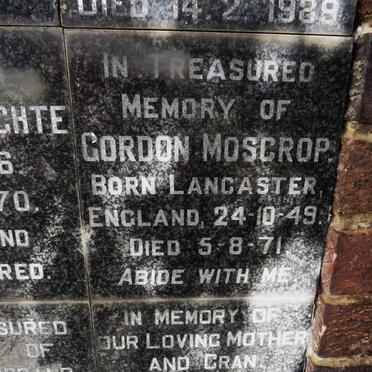 DIED 14.2.1989
CHTE
6.
70.
ND
RED.
IN TREASURED
MEMORY OF
GORDON MOSCROP.
BORN LANCASTER,
ENGLAND, 24-10-49.
DIED 5-8-71
ABIDE WITH ME
SURED
OF
IN MEMORY OF
OUR LOVING MOTHER
AND GRAN.